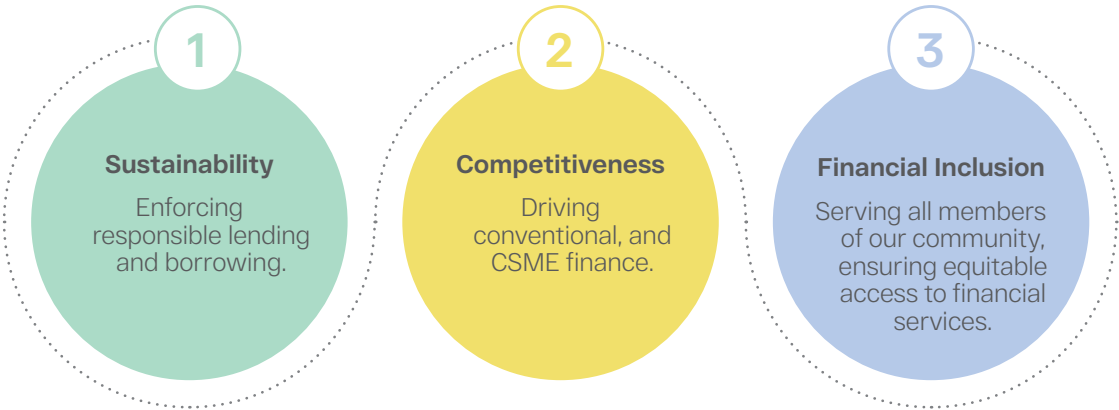 1
Sustainability
Enforcing
responsible lending
and borrowing.
2
Competitiveness
Driving
conventional, and
CSME finance.
3
Financial Inclusion
Serving all members
of our community,
ensuring equitable
access to financial
services.